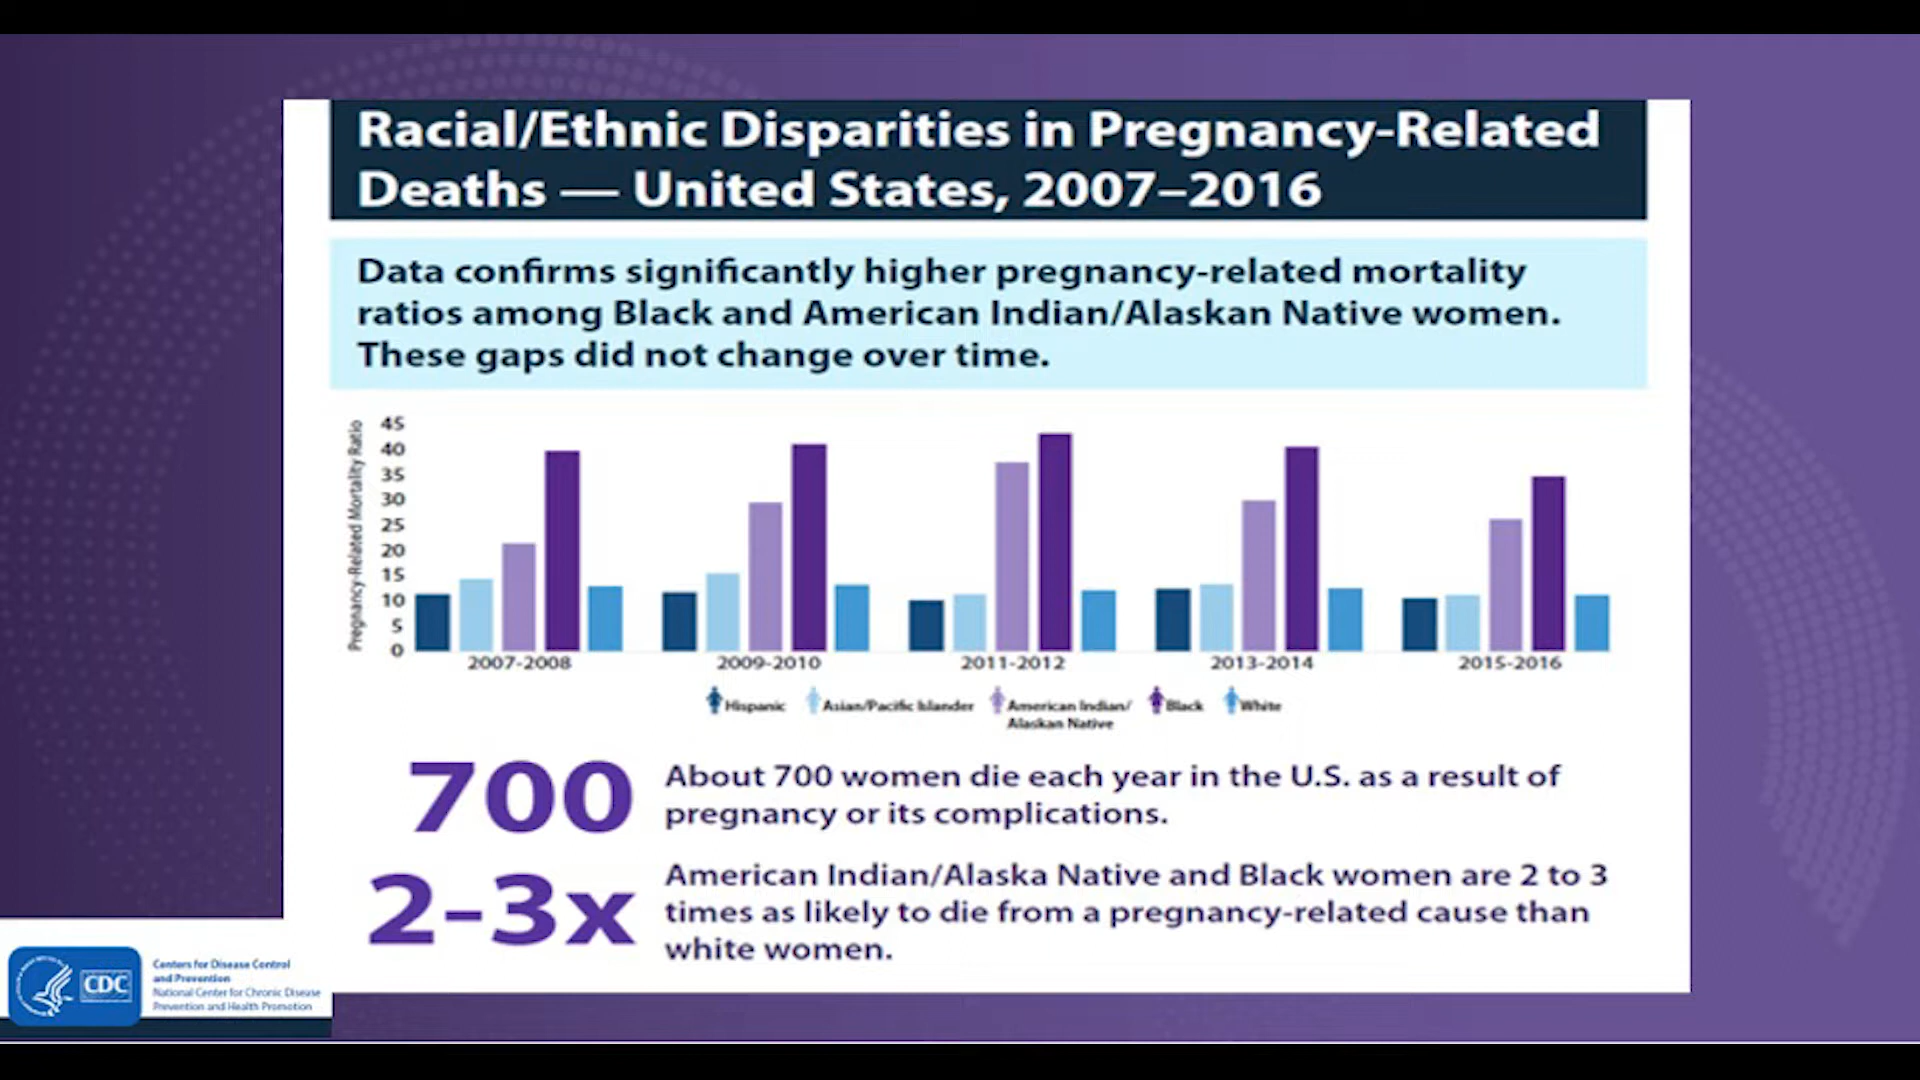 Racial/Ethnic Disparities in Pregnancy-Related
Deaths — United States, 2007–2016
Data confirms significantly higher pregnancy-related mortality
ratios among Black and American Indian/Alaskan Native women.
These gaps did not change over time.
Pregnancy-Related Mortality Ratio
45
40
35
30
25
20
15
10
5
0
2007-2008
2009-2010
2011-2012
2013-2014
2015-2016
Hispanic
Asian/Pacific Islander
American Indian/
Alaskan Native
Black
White
700
About 700 women die each year in the U.S. as a result of
pregnancy or its complications.
2-3x
American Indian/Alaska Native and Black women are 2 to 3
times as likely to die from a pregnancy-related cause than
white women.
CDC
Centers for Disease Control
and Prevention
National Center for Chronic Disease
Prevention and Health Promotion